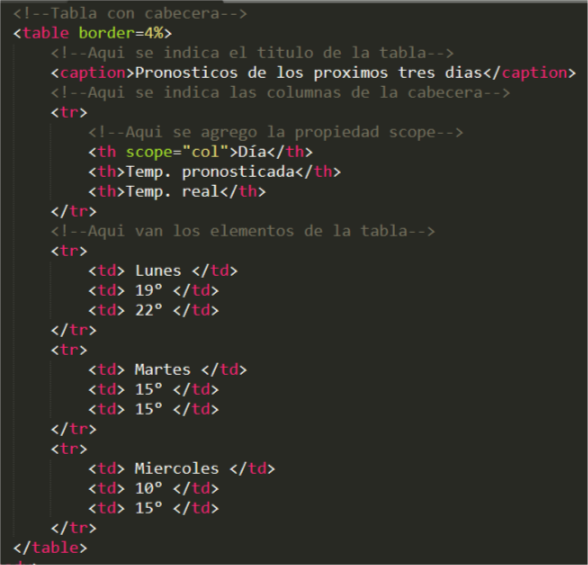 <!--Tabla con cabecera-->
<table border=4%>
<!--Aqui se indica el titulo de la tabla-->
<caption>Pronosticos de los proximos tres dias</caption>
<!--Aqui se indica las columnas de la cabecera-->
<tr>
<!--Aqui se agrego la propiedad scope-->
<th scope="col">Día</th>
<th>Temp. pronosticada</th>
<th>Temp. real</th>
</tr>
<!--Aqui van los elementos de la tabla-->
<tr>
<td> Lunes </td>
<td> 19° </td>
<td> 22° </td>
</tr>
<tr>
<td> Martes </td>
<td> 15° </td>
<td> 15° </td>
</tr>
<tr>
<td> Miercoles </td>
<td> 10° </td>
<td> 15° </td>
</tr>
</table>